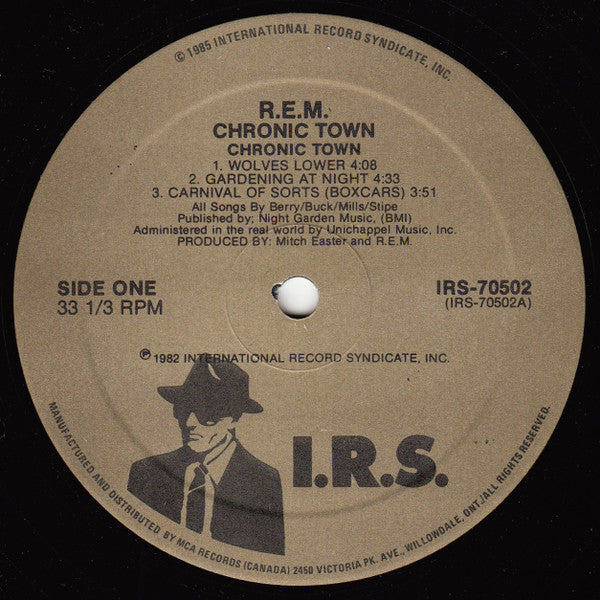 © 1985 INTERNATIONAL RECORD SYNDICATE, INC.
R.E.M.
CHRONIC TOWN
CHRONIC TOWN
1. WOLVES LOWER 4:08
2. GARDENING AT NIGHT 4:33
3. CARNIVAL OF SORTS (BOXCARS) 3:51
All Songs By Berry/Buck/Mills/Stipe
Published by; Night Garden Music, (BMI)
Administered in the real world by Unichappel Music, Inc.
PRODUCED BY: Mitch Easter and R.E.M.
SIDE ONE
33 1/3 RPM
IRS-70502
(IRS-70502A)
℗ 1982 INTERNATIONAL RECORD SYNDICATE, INC.
I.R.S.
MANUFACTURED AND DISTRIBUTED BY MCA RECORDS (CANADA) 2450 VICTORIA PK. AVE., WILLOWDALE, ONT./ALL RIGHTS RESERVED.